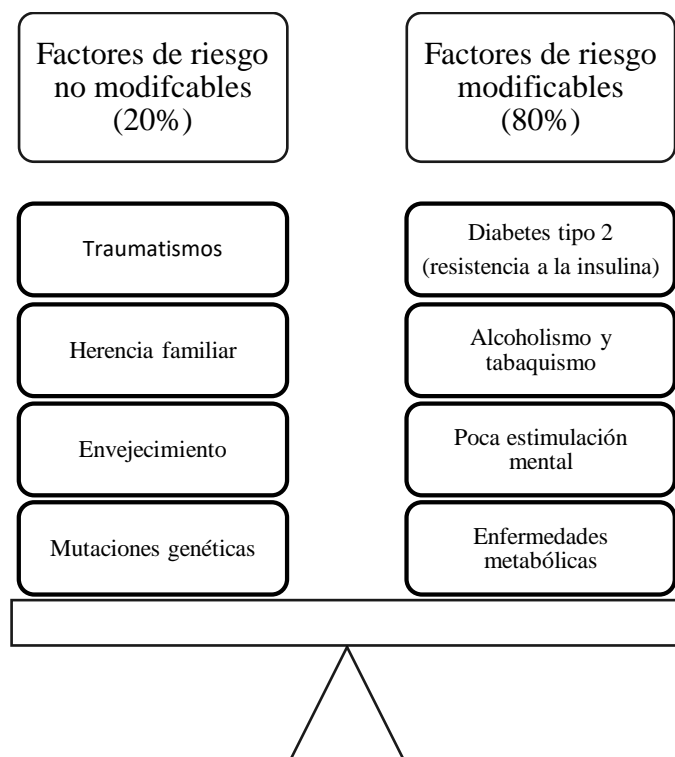 Factores de riesgo
no modifcables
(20%)
Factores de riesgo
modificables
(80%)
Traumatismos
Herencia familiar
Envejecimiento
Mutaciones genéticas
Diabetes tipo 2
(resistencia a la insulina)
Alcoholismo y
tabaquismo
Poca estimulación
mental
Enfermedades
metabólicas